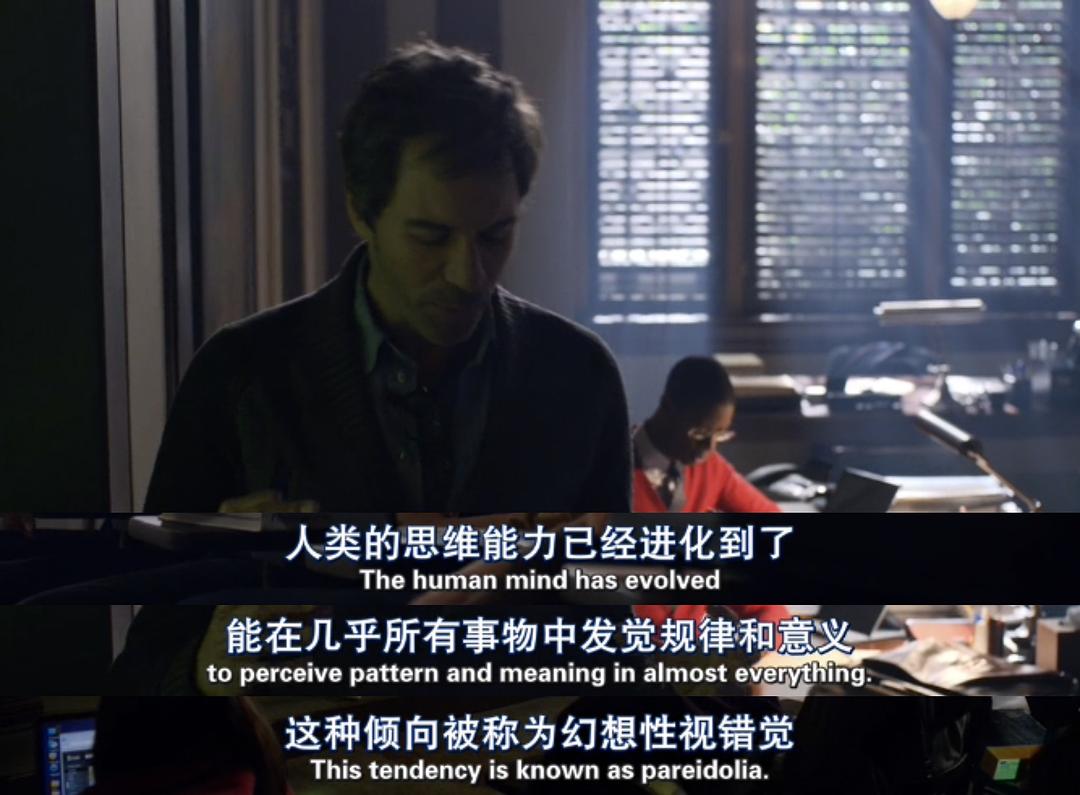 人类的思维能力已经进化到了
The human mind has evolved
能在几乎所有事物中发觉规律和意义
to perceive pattern and meaning in almost everything.
这种倾向被称为幻想性视错觉
This tendency is known as pareidolia.